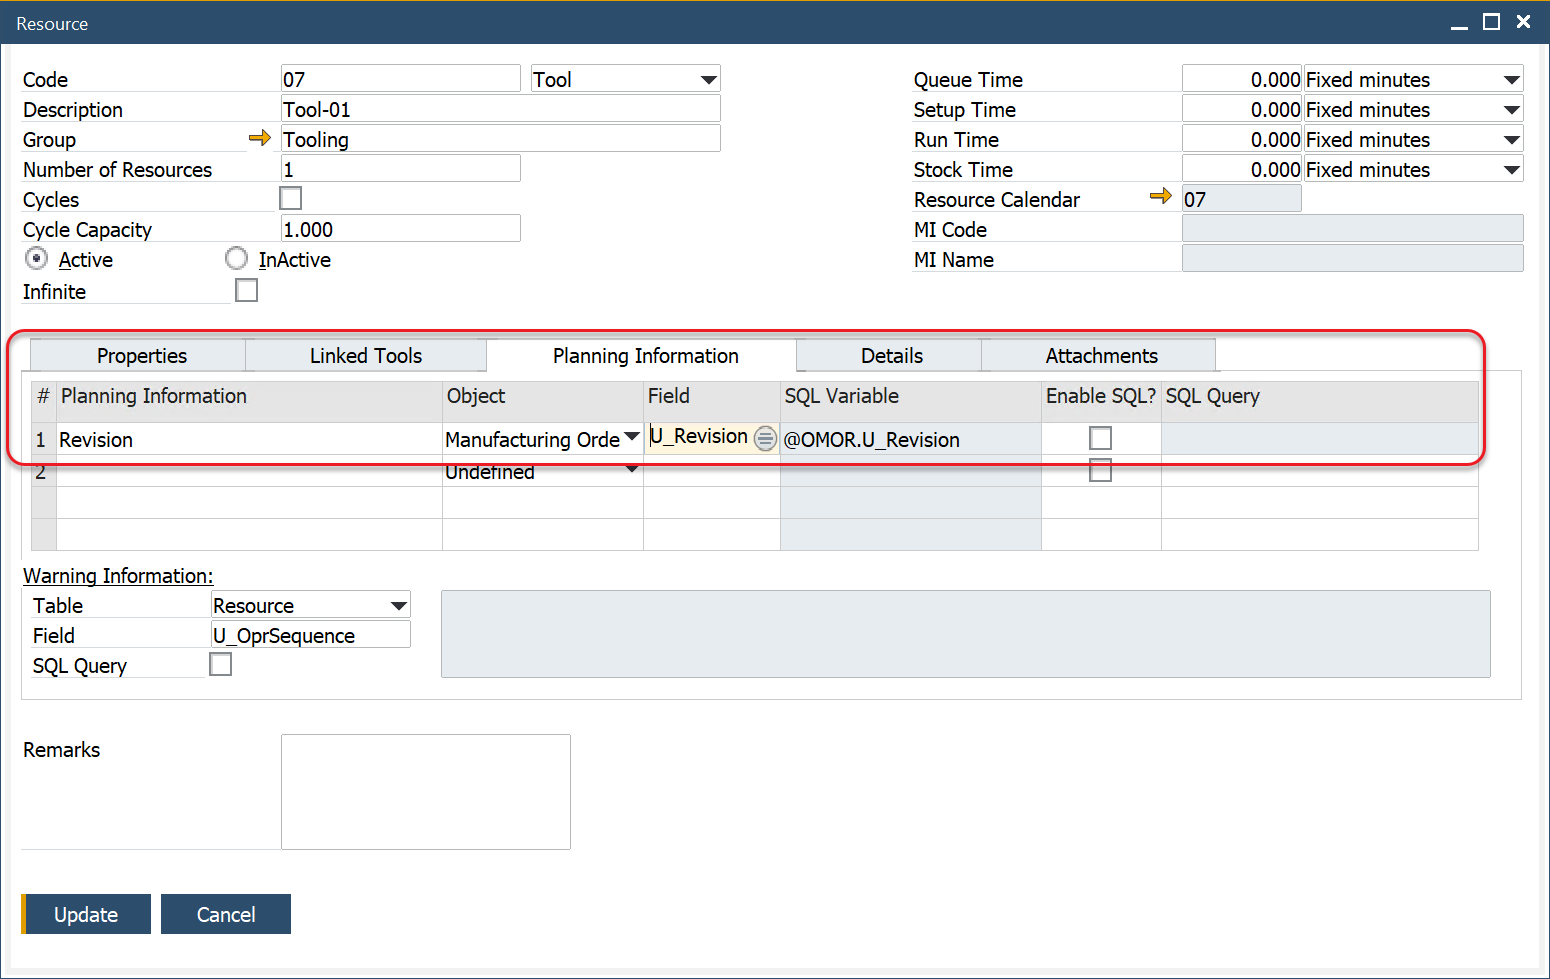 Resource
Code 07 Tool
Description Tool-01
Group Tooling
Number of Resources 1
Cycles
Cycle Capacity 1.000
Active InActive
Infinite
Queue Time 0.000 Fixed minutes
Setup Time 0.000 Fixed minutes
Run Time 0.000 Fixed minutes
Stock Time 0.000 Fixed minutes
Resource Calendar 07
MI Code
MI Name
Properties Linked Tools Planning Information Details Attachments
# Planning Information Object Field SQL Variable Enable SQL? SQL Query
1 Revision Manufacturing Orde U_Revision @OMOR.U_Revision
2 Undefined
Warning Information:
Table Resource
Field U_OprSequence
SQL Query
Remarks
Update Cancel